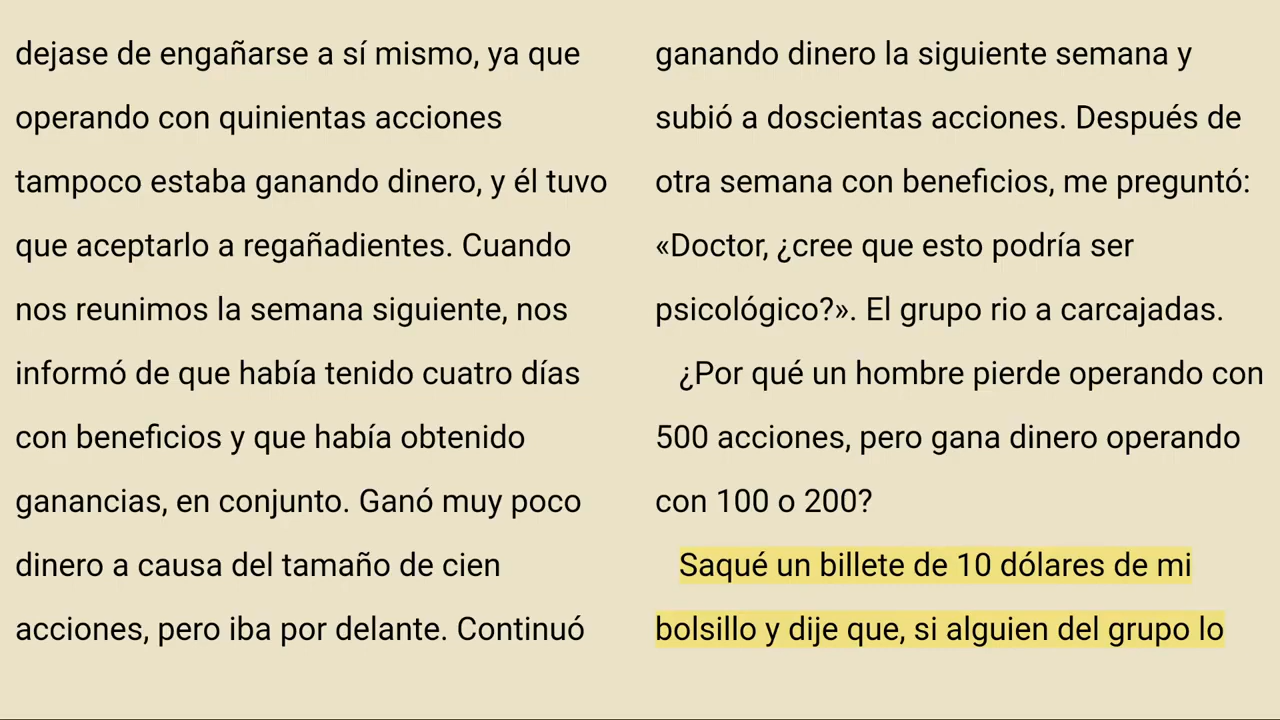 dejase de engañarse a sí mismo, ya que
operando con quinientas acciones
tampoco estaba ganando dinero, y él tuvo
que aceptarlo a regañadientes. Cuando
nos reunimos la semana siguiente, nos
informó de que había tenido cuatro días
con beneficios y que había obtenido
ganancias, en conjunto. Ganó muy poco
dinero a causa del tamaño de cien
acciones, pero iba por delante. Continuó
ganando dinero la siguiente semana y
subió a doscientas acciones. Después de
otra semana con beneficios, me preguntó:
«Doctor, ¿cree que esto podría ser
psicológico?». El grupo rio a carcajadas.
¿Por qué un hombre pierde operando con
500 acciones, pero gana dinero operando
con 100 o 200?
Saqué un billete de 10 dólares de mi
bolsillo y dije que, si alguien del grupo lo